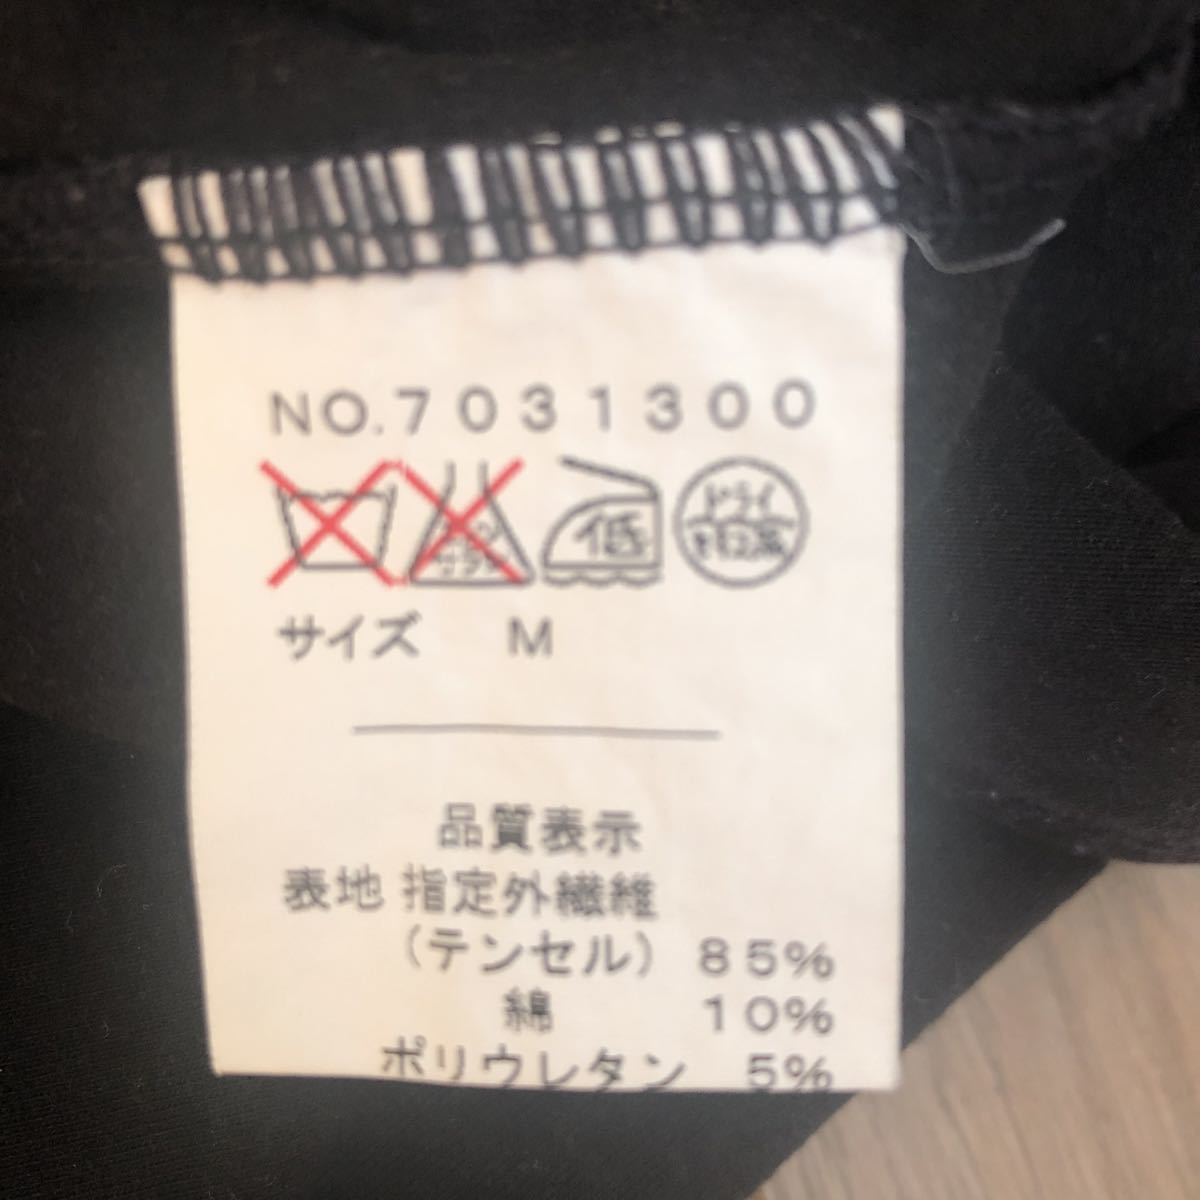 NO.7031300
低 ドライ
サイズ M
品質表示
表地 指定外繊維
(テンセル) 85%
綿 10%
ポリウレタン 5%